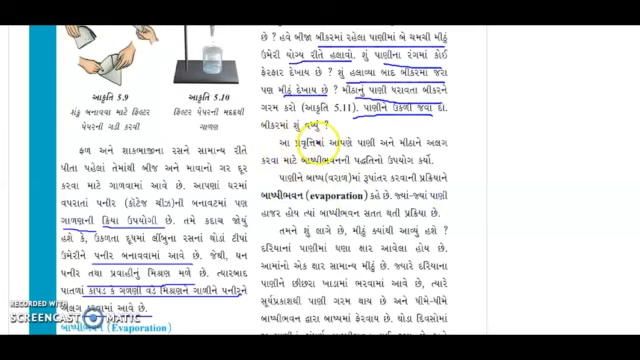 આકૃતિ 5.9
શંકુ બનાવવા માટે ફિલ્ટર
પેપરની ગડી કરવી
આકૃતિ 5.10
ફિલ્ટર પેપરની મદદથી
ગાળણ
ફળ અને શાકભાજીના રસને સામાન્ય રીતે
પીતા પહેલાં તેમાંથી બીજ અને માવાનો ગર દૂર
કરવા માટે ગાળવામાં આવે છે. આપણાં ઘરમાં
વપરાતાં પનીર (કૉટેજ ચીઝ)ની બનાવટમાં પણ
ગાળણની ક્રિયા ઉપયોગી છે. તમે કદાચ જોયું
હશે કે, ઉકળતા દૂધમાં લીંબુના રસનાં થોડાં ટીપાં
ઉમેરીને પનીર બનાવવામાં આવે છે. જેથી, ઘન
પનીર તથા પ્રવાહીનું મિશ્રણ મળે છે. ત્યારબાદ
પાતળાં કાપડ કે ગળણી વડે મિશ્રણને ગાળીને પનીરને
અલગ કરવામાં આવે છે.
બાષ્પીભવન (Evaporation)
છે ? હવે બીજા બીકરમાં રહેલા પાણીમાં બે ચમચી મીઠું
ઉમેરી યોગ્ય રીતે હલાવો. શું પાણીના રંગમાં કોઈ
ફેરફાર દેખાય છે ? શું હલાવ્યા બાદ બીકરમાં જરા
પણ મીઠું દેખાય છે ? મીઠાનું પાણી ધરાવતા બીકરને
ગરમ કરો (આકૃતિ 5.11). પાણીને ઉકળી જવા દો.
બીકરમાં શું વધ્યું ?
આ પ્રવૃત્તિમાં આપણે પાણી અને મીઠાને અલગ
કરવા માટે બાષ્પીભવનની પદ્ધતિનો ઉપયોગ કર્યો.
પાણીને બાષ્પ (વરાળ)માં રૂપાંતર કરવાની પ્રક્રિયાને
બાષ્પીભવન (evaporation) કહે છે. જ્યાં-જ્યાં પાણી
હાજર હોય ત્યાં બાષ્પીભવન સતત થતી પ્રક્રિયા છે.
તમને શું લાગે છે, મીઠું ક્યાંથી આવ્યું હશે ?
દરિયાનાં પાણીમાં ઘણા ક્ષાર આવેલા હોય છે.
આમાંનો એક ક્ષાર સામાન્ય મીઠું છે. જ્યારે દરિયાના
પાણીને છીછરા ખાડામાં ભરવામાં આવે છે, ત્યારે
સૂર્યપ્રકાશથી પાણી ગરમ થાય છે અને ધીમે-ધીમે
બાષ્પીભવન દ્વારા બાષ્પમાં ફેરવાય છે. થોડા દિવસોમાં
RECORDED WITH
SCREENCAST MATIC